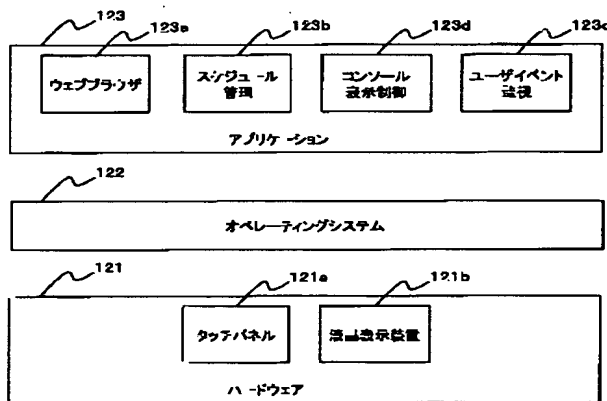 123
123a
123b
123d
123c
ウェブブラウザ
スケジュール
管理
コンソール
表示制御
ユーザイベント
監視
アプリケーション
122
オペレーティングシステム
121
121a
121b
タッチパネル
液晶表示装置
ハードウェア